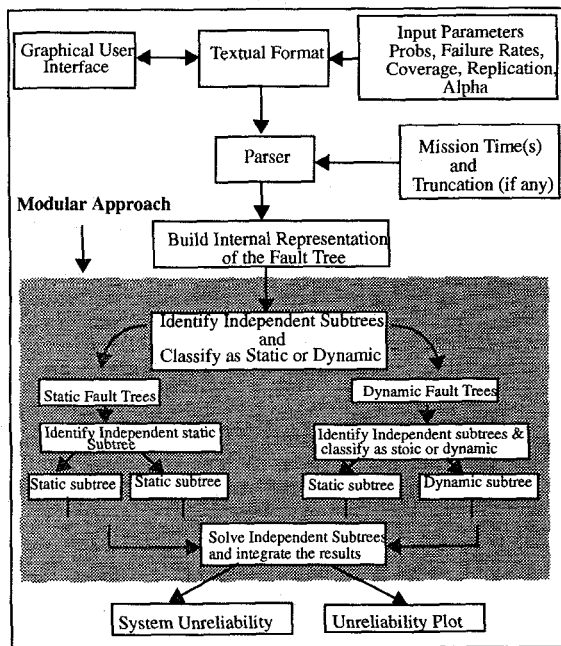 Graphical User
Interface
Textual Format
Input Parameters
Probs, Failure Rates,
Coverage, Replication,
Alpha
Parser
Mission Time(s)
and
Truncation (if any)
Modular Approach
Build Internal Representation
of the Fault Tree
Identify Independent Subtrees
and
Classify as Static or Dynamic
Static Fault Trees
Dynamic Fault Trees
Identify Independent static
Subtree
Identify Independent subtrees &
classify as stoic or dynamic
Static subtree
Static subtree
Static subtree
Dynamic subtree
Solve Independent Subtrees
and integrate the results
System Unreliability
Unreliability Plot